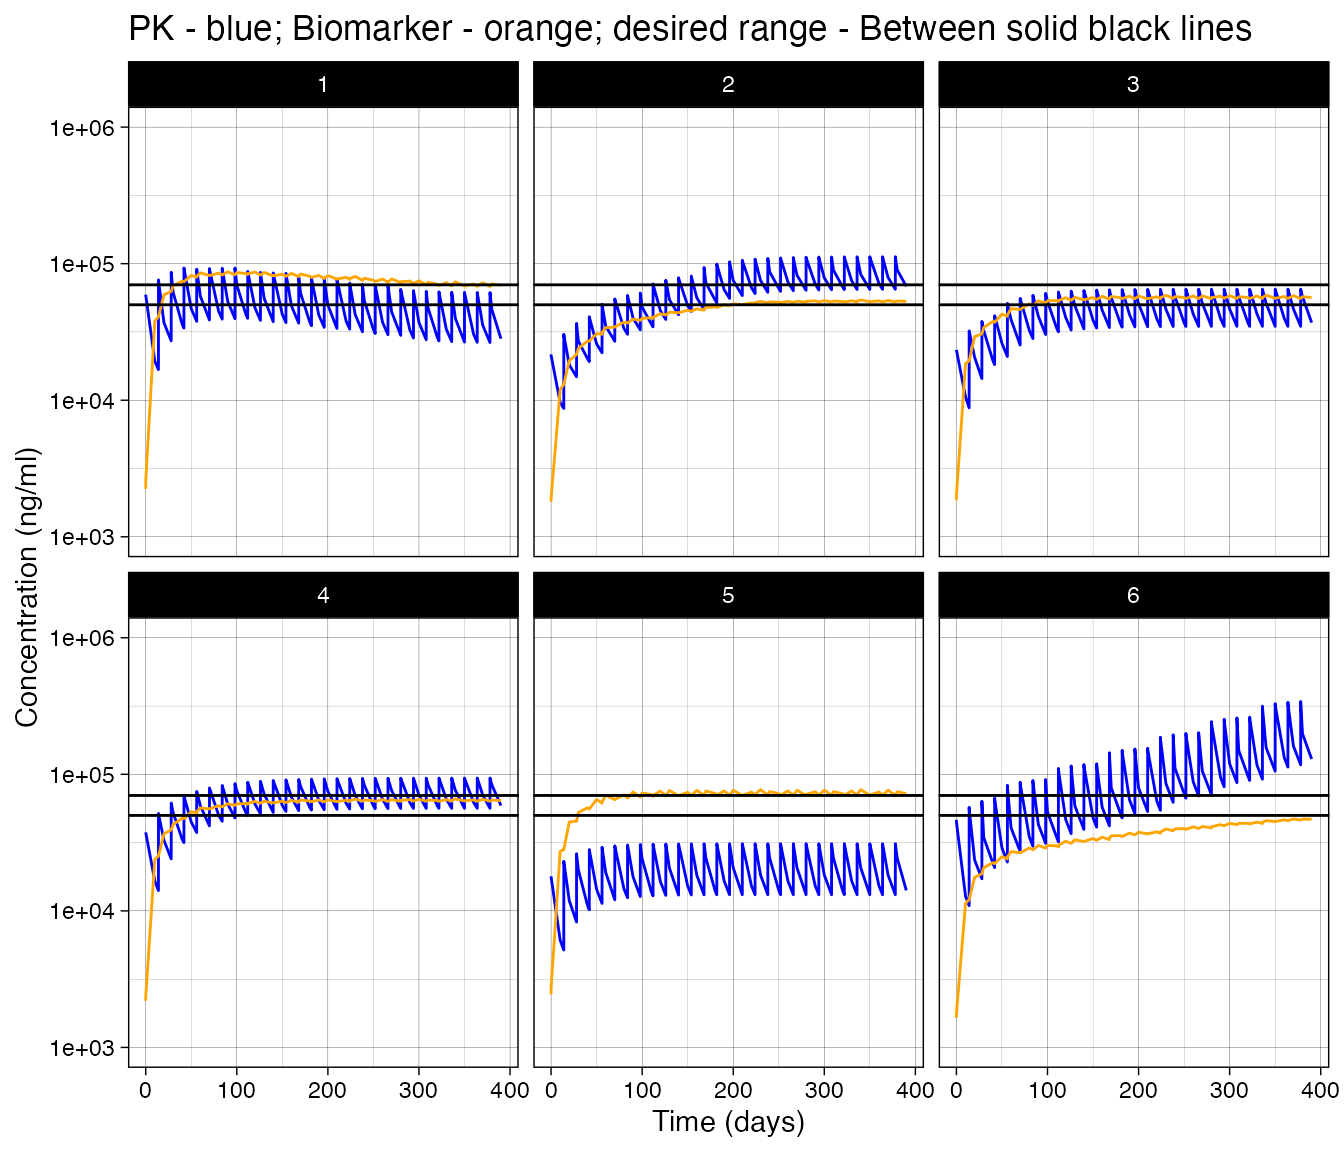 PK - blue; Biomarker - orange; desired range - Between solid black lines
1 2 3
1e+06
1e+05
1e+04
1e+03
4 5 6
1e+06
1e+05
1e+04
1e+03
0 100 200 300 400 0 100 200 300 400 0 100 200 300 400
Time (days)
Concentration (ng/ml)